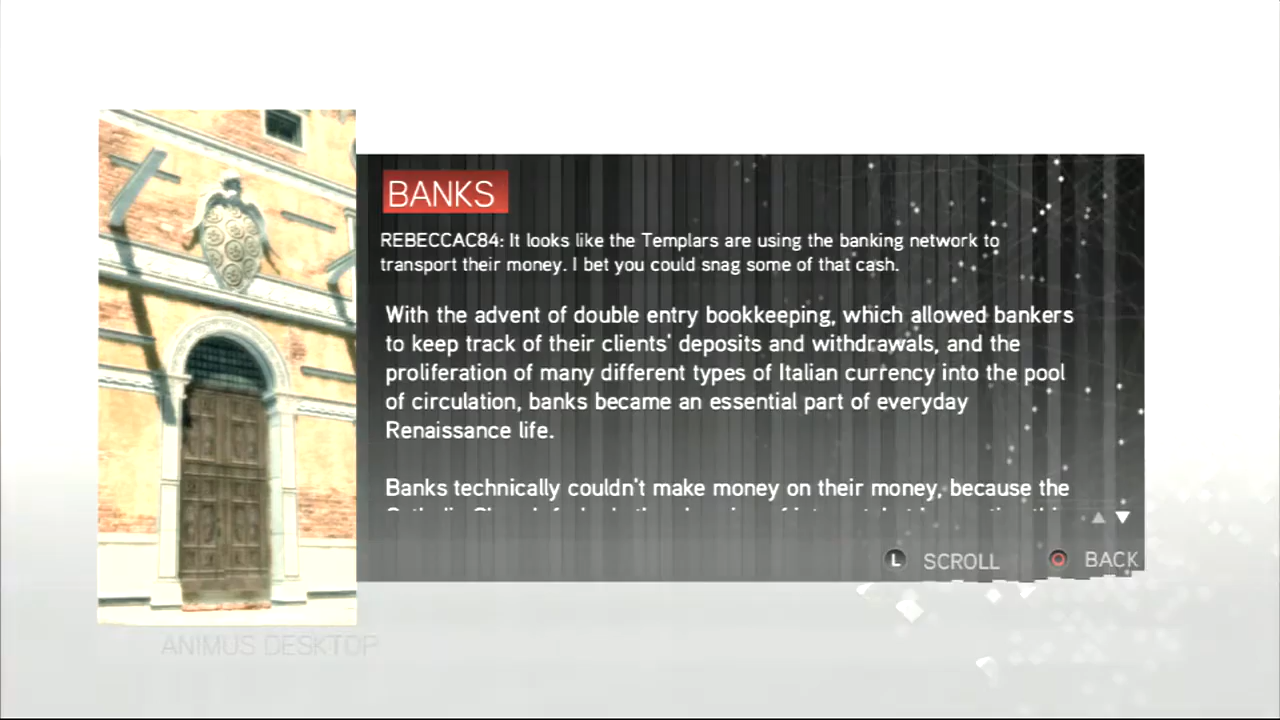 BANKS
REBECCAC84: It looks like the Templars are using the banking network to
transport their money. I bet you could snag some of that cash.
With the advent of double entry bookkeeping, which allowed bankers
to keep track of their clients' deposits and withdrawals, and the
proliferation of many different types of Italian currency into the pool
of circulation, banks became an essential part of everyday
Renaissance life.
Banks technically couldn't make money on their money, because the
L SCROLL
BACK
ANIMUS DESKTOP